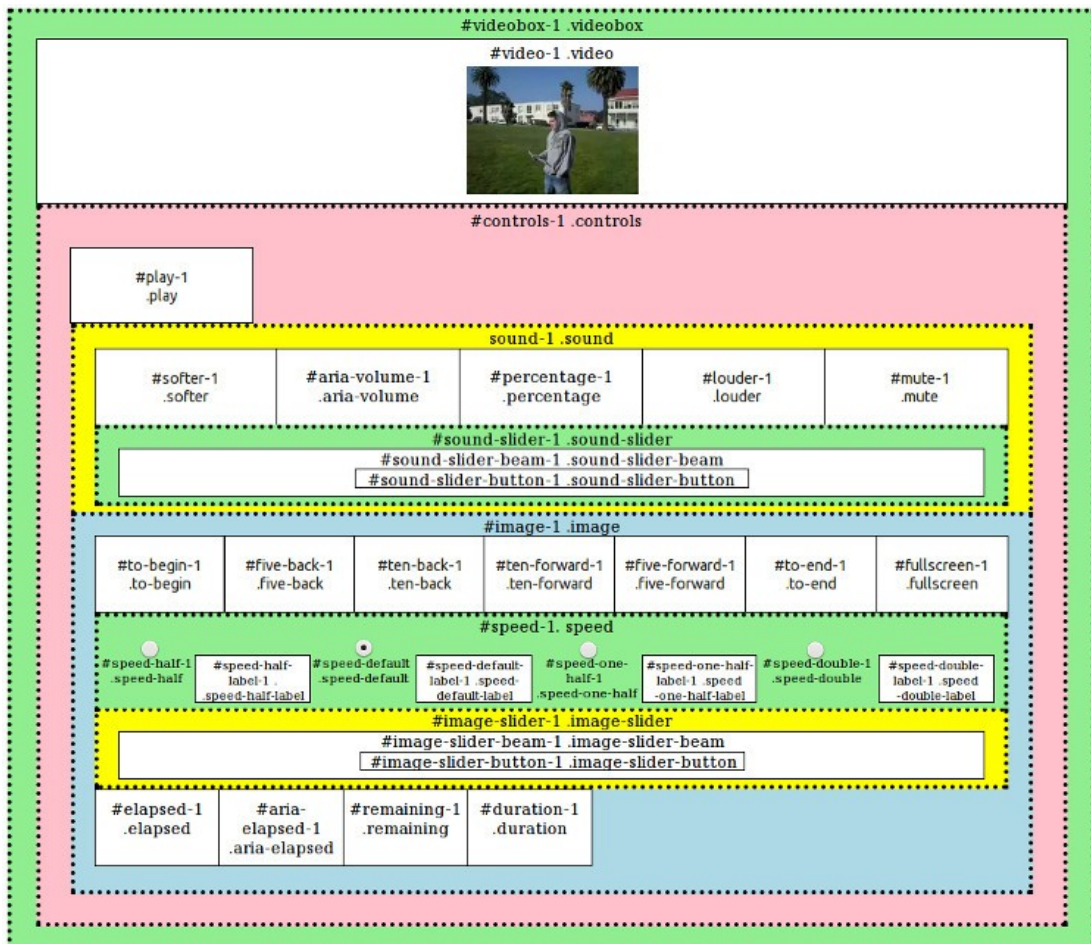 #videobox-1 .videobox
#video-1 .video
#controls-1 .controls
#play-1
.play
sound-1 .sound
#softer-1
.softer
#aria-volume-1
.aria-volume
#percentage-1
.percentage
#louder-1
.louder
#mute-1
.mute
#sound-slider-1 .sound-slider
#sound-slider-beam-1 .sound-slider-beam
#sound-slider-button-1 .sound-slider-button
#image-1 .image
#to-begin-1
.to-begin
#five-back-1
.five-back
#ten-back-1
.ten-back
#ten-forward-1
.ten-forward
#five-forward-1
.five-forward
#to-end-1
.to-end
#fullscreen-1
.fullscreen
#speed-1. speed
#speed-half-1
.speed-half
#speed-half-
label-1 .
.speed-half-label
#speed-default
.speed-default
#speed-default-
label-1 .speed-
default-label
#speed-one-
half-1
.speed-one-half
#speed-one-half-
label-1 .speed
-one-half-label
#speed-double-1
.speed-double
#speed-double-
label-1 .speed
-double-label
#image-slider-1 .image-slider
#image-slider-beam-1 .image-slider-beam
#image-slider-button-1 .image-slider-button
#elapsed-1
.elapsed
#aria-
elapsed-1
.aria-elapsed
#remaining-1
.remaining
#duration-1
.duration